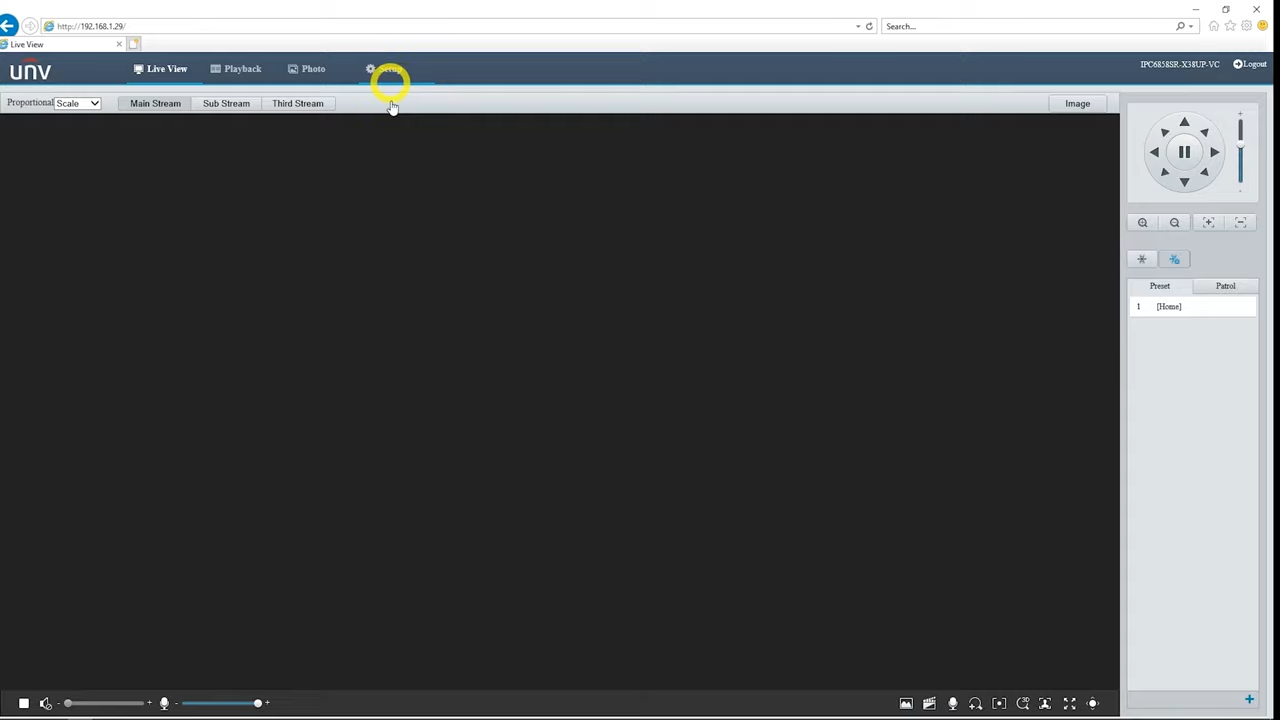 http://192.168.1.29/
Search...
Live View
unv
Live View
Playback
Photo
Setup
IPC6858SR-X38UP-VC
Logout
Proportional Scale
Main Stream
Sub Stream
Third Stream
Image
Preset
Patrol
1 [Home]